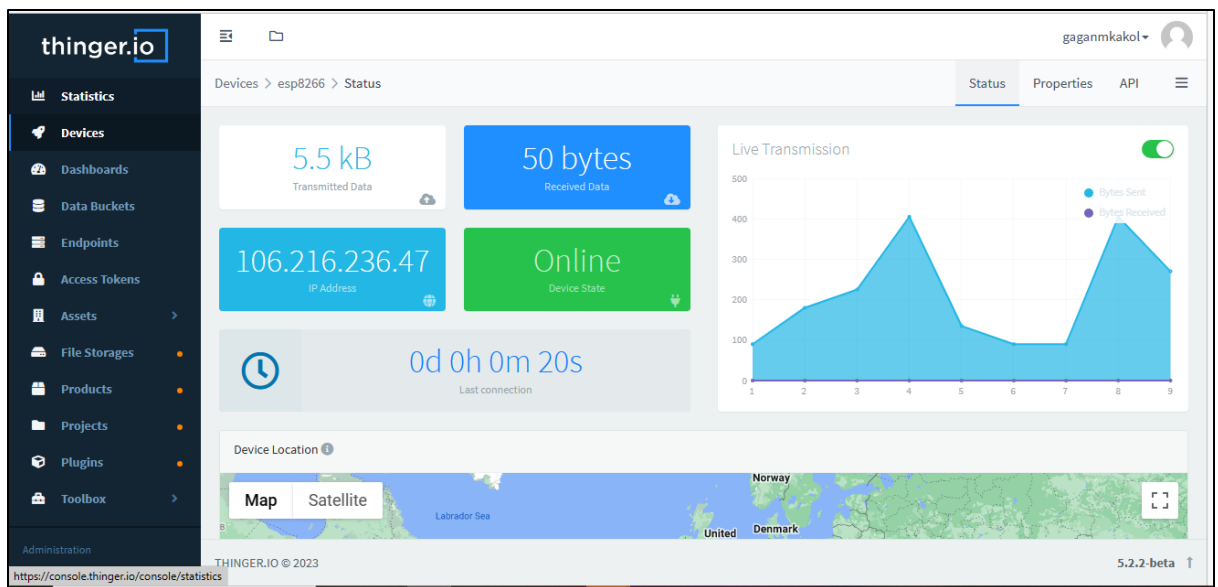 thinger.io
Statistics
Devices
Dashboards
Data Buckets
Endpoints
Access Tokens
Assets
File Storages
Products
Projects
Plugins
Toolbox
Administration
https://console.thinger.io/console/statistics
gaganmkakol
Devices > esp8266 > Status
Status Properties API
5.5 kB
Transmitted Data
50 bytes
Received Data
106.216.236.47
IP Address
Online
Device State
0d 0h 0m 20s
Last connection
Live Transmission
Bytes Sent
Bytes Received
500
400
300
200
100
0
1 2 3 4 5 6 7 8 9
Device Location
Map Satellite
Labrador Sea
Norway
United
Denmark
THINGER.IO © 2023
5.2.2-beta